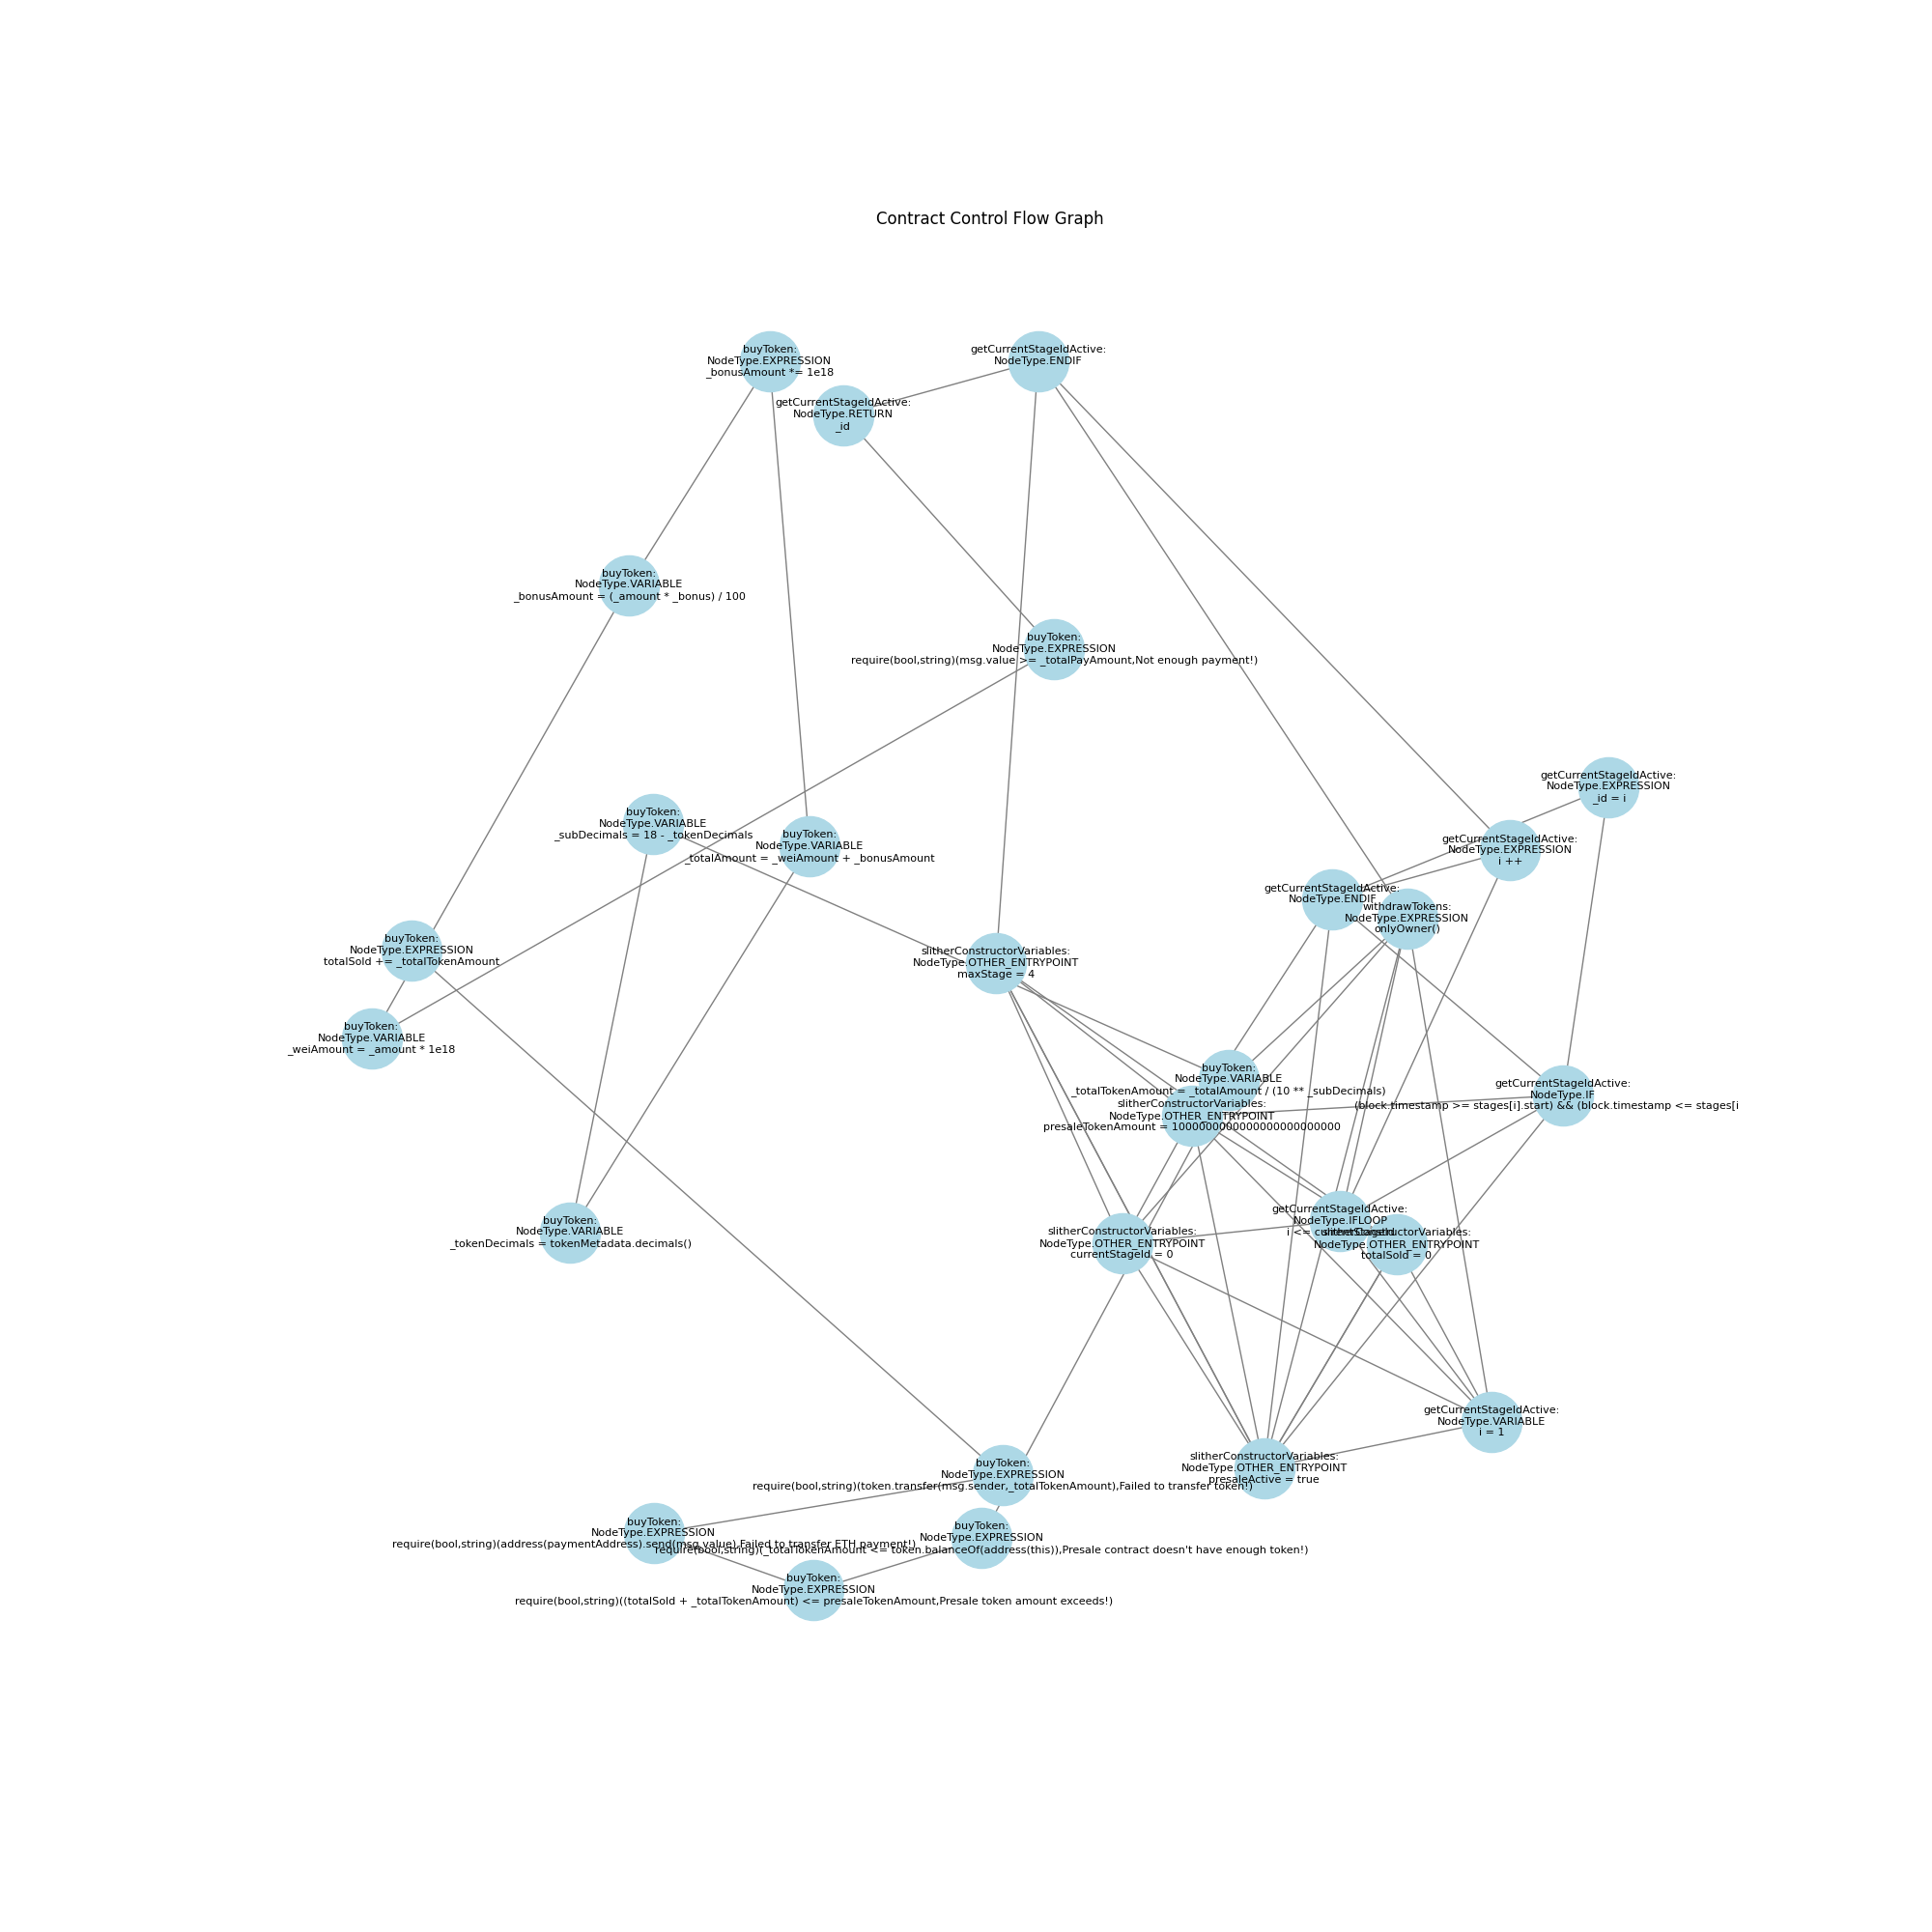 Contract Control Flow Graph
buyToken:
NodeType.EXPRESSION
_bonusAmount *= 1e18
getCurrentStageIdActive:
NodeType.ENDIF
getCurrentStageIdActive:
NodeType.RETURN
_id
buyToken:
NodeType.VARIABLE
_bonusAmount = (_amount * _bonus) / 100
buyToken:
NodeType.EXPRESSION
require(bool,string)(msg.value >= _totalPayAmount,Not enough payment!)
getCurrentStageIdActive:
NodeType.EXPRESSION
_id = i
buyToken:
NodeType.VARIABLE
_subDecimals = 18 - _tokenDecimals
buyToken:
NodeType.VARIABLE
_totalAmount = _weiAmount + _bonusAmount
getCurrentStageIdActive:
NodeType.EXPRESSION
i ++
getCurrentStageIdActive:
NodeType.ENDIF
withdrawTokens:
NodeType.EXPRESSION
onlyOwner()
buyToken:
NodeType.EXPRESSION
totalSold += _totalTokenAmount
slitherConstructorVariables:
NodeType.OTHER_ENTRYPOINT
maxStage = 4
buyToken:
NodeType.VARIABLE
_weiAmount = _amount * 1e18
buyToken:
NodeType.VARIABLE
_totalTokenAmount = _totalAmount / (10 ** _subDecimals)
getCurrentStageIdActive:
NodeType.IF
(block.timestamp >= stages[i].start) && (block.timestamp <= stages[i
slitherConstructorVariables:
NodeType.OTHER_ENTRYPOINT
presaleTokenAmount =
buyToken:
NodeType.VARIABLE
_tokenDecimals = tokenMetadata.decimals()
slitherConstructorVariables:
NodeType.OTHER_ENTRYPOINT
currentStageId = 0
getCurrentStageIdActive:
NodeType.IFLOOP
i <=
slitherConstructorVariables:
NodeType.OTHER_ENTRYPOINT
totalSold = 0
getCurrentStageIdActive:
NodeType.VARIABLE
i = 1
slitherConstructorVariables:
NodeType.OTHER_ENTRYPOINT
presaleActive = true
buyToken:
NodeType.EXPRESSION
require(bool,string)(token.transfer(msg.sender,_totalTokenAmount),Failed to transfer token!)
buyToken:
NodeType.EXPRESSION
require(bool,string)(address(paymentAddress).send(msg.value),Failed to transfer ETH payment!)
buyToken:
NodeType.EXPRESSION
require(bool,string)(_totalTokenAmount <= token.balanceOf(address(this)),Presale contract doesn't have enough token!)
buyToken:
NodeType.EXPRESSION
require(bool,string)((totalSold + _totalTokenAmount) <= presaleTokenAmount,Presale token amount exceeds!)